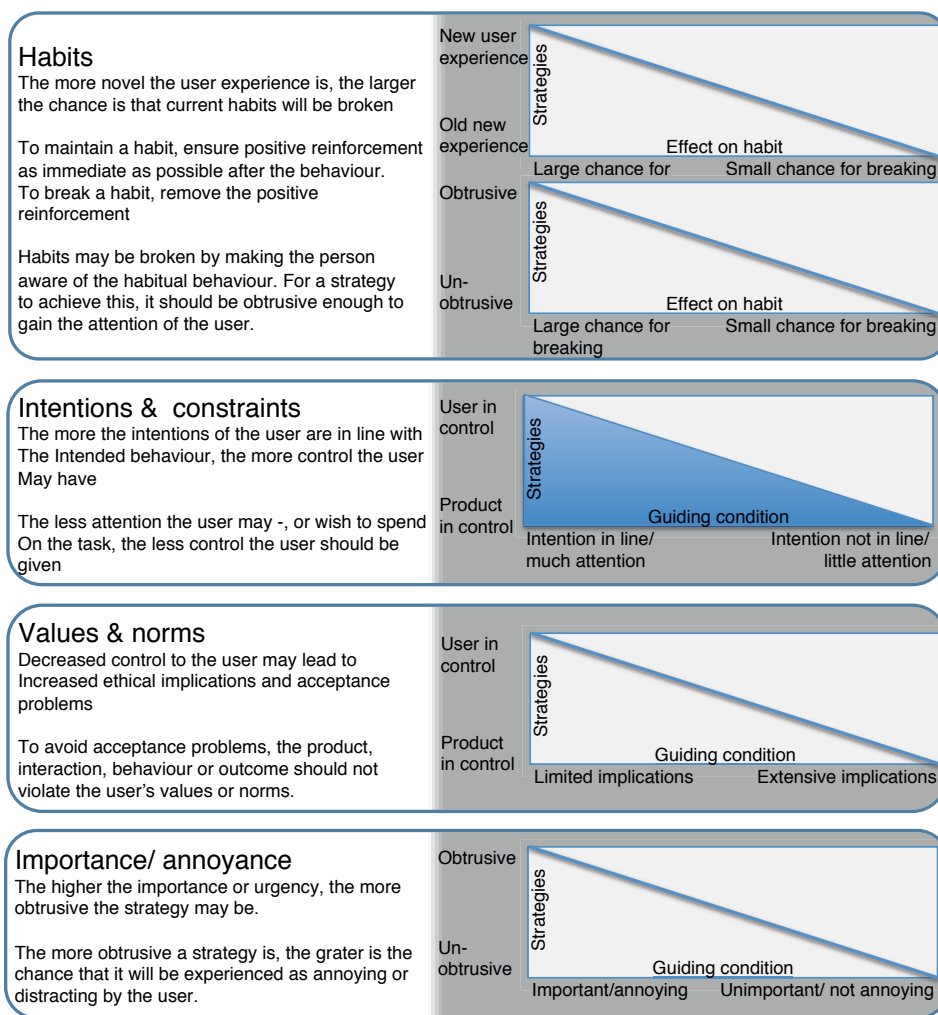 Habits
The more novel the user experience is, the larger
the chance is that current habits will be broken
To maintain a habit, ensure positive reinforcement
as immediate as possible after the behaviour.
To break a habit, remove the positive
reinforcement
Habits may be broken by making the person
aware of the habitual behaviour. For a strategy
to achieve this, it should be obtrusive enough to
gain the attention of the user.
New user
experience
Old new
experience
Strategies
Effect on habit
Large chance for
Small chance for breaking
Obtrusive
Un-
obtrusive
Strategies
Effect on habit
Large chance for
breaking
Small chance for breaking
Intentions & constraints
The more the intentions of the user are in line with
The Intended behaviour, the more control the user
May have
The less attention the user may -, or wish to spend
On the task, the less control the user should be
given
User in
control
Product
in control
Strategies
Guiding condition
Intention in line/
much attention
Intention not in line/
little attention
Values & norms
Decreased control to the user may lead to
Increased ethical implications and acceptance
problems
To avoid acceptance problems, the product,
interaction, behaviour or outcome should not
violate the user's values or norms.
User in
control
Product
in control
Strategies
Guiding condition
Limited implications
Extensive implications
Importance/ annoyance
The higher the importance or urgency, the more
obtrusive the strategy may be.
The more obtrusive a strategy is, the grater is the
chance that it will be experienced as annoying or
distracting by the user.
Obtrusive
Un-
obtrusive
Strategies
Guiding condition
Important/annoying
Unimportant/ not annoying